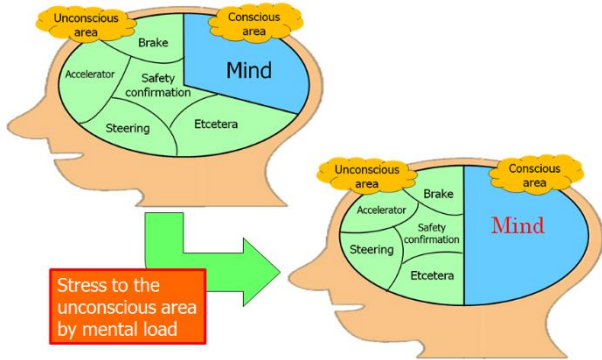 Unconscious
area
Conscious
area
Brake
Mind
Accelerator
Safety
confirmation
Steering
Etcetera
Unconscious
area
Conscious
area
Brake
Accelerator
Safety
confirmation
Mind
Steering
Etcetera
Stress to the
unconscious area
by mental load